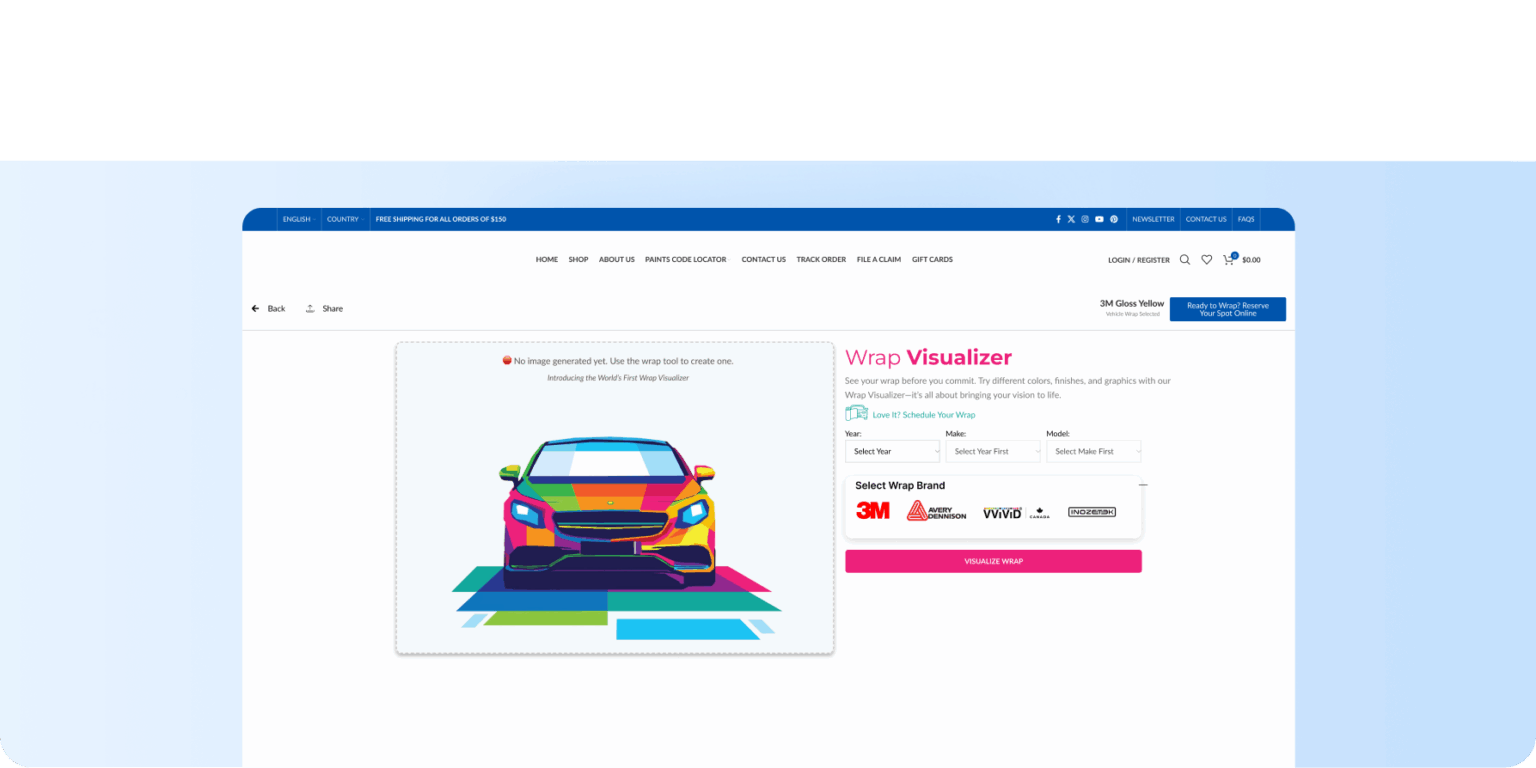 ENGLISH
COUNTRY
FREE SHIPPING FOR ALL ORDERS OF $150
NEWSLETTER
CONTACT US
FAQS
HOME
SHOP
ABOUT US
PAINTS CODE LOCATOR
CONTACT US
TRACK ORDER
FILE A CLAIM
GIFT CARDS
LOGIN / REGISTER
0
$0.00
Back
Share
3M Gloss Yellow
Vehicle Wrap Selected
Ready to Wrap? Reserve
Your Spot Online
No image generated yet. Use the wrap tool to create one.
Introducing the World's First Wrap Visualizer
Wrap Visualizer
See your wrap before you commit. Try different colors, finishes, and graphics with our
Wrap Visualizer—it's all about bringing your vision to life.
Love It? Schedule Your Wrap
Year:
Make:
Model:
Select Year
Select Year First
Select Make First
Select Wrap Brand
3M
AVERY
DENNISON
VViViD
CANADA
INOZETEK
VISUALIZE WRAP